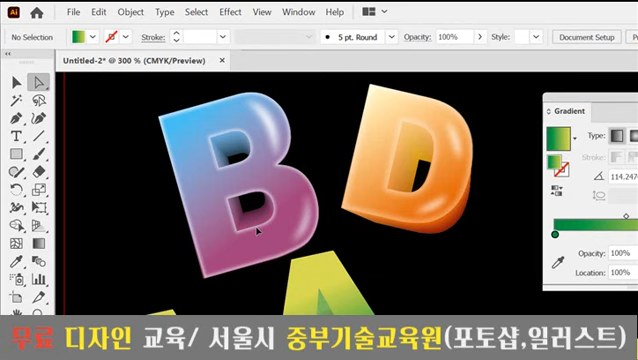 Ai File Edit Object Type Select Effect View Window Help
No Selection Stroke: 5 pt. Round Opacity: 100% Style: Document Setup
Untitled-2* @ 300 % (CMYK/Preview) ×
B D
A
Gradient
Type:
Stroke:
114.247
Opacity: 100%
Location: 100%
무료 디자인 교육/ 서울시 중부기술교육원(포토샵,일러스트)